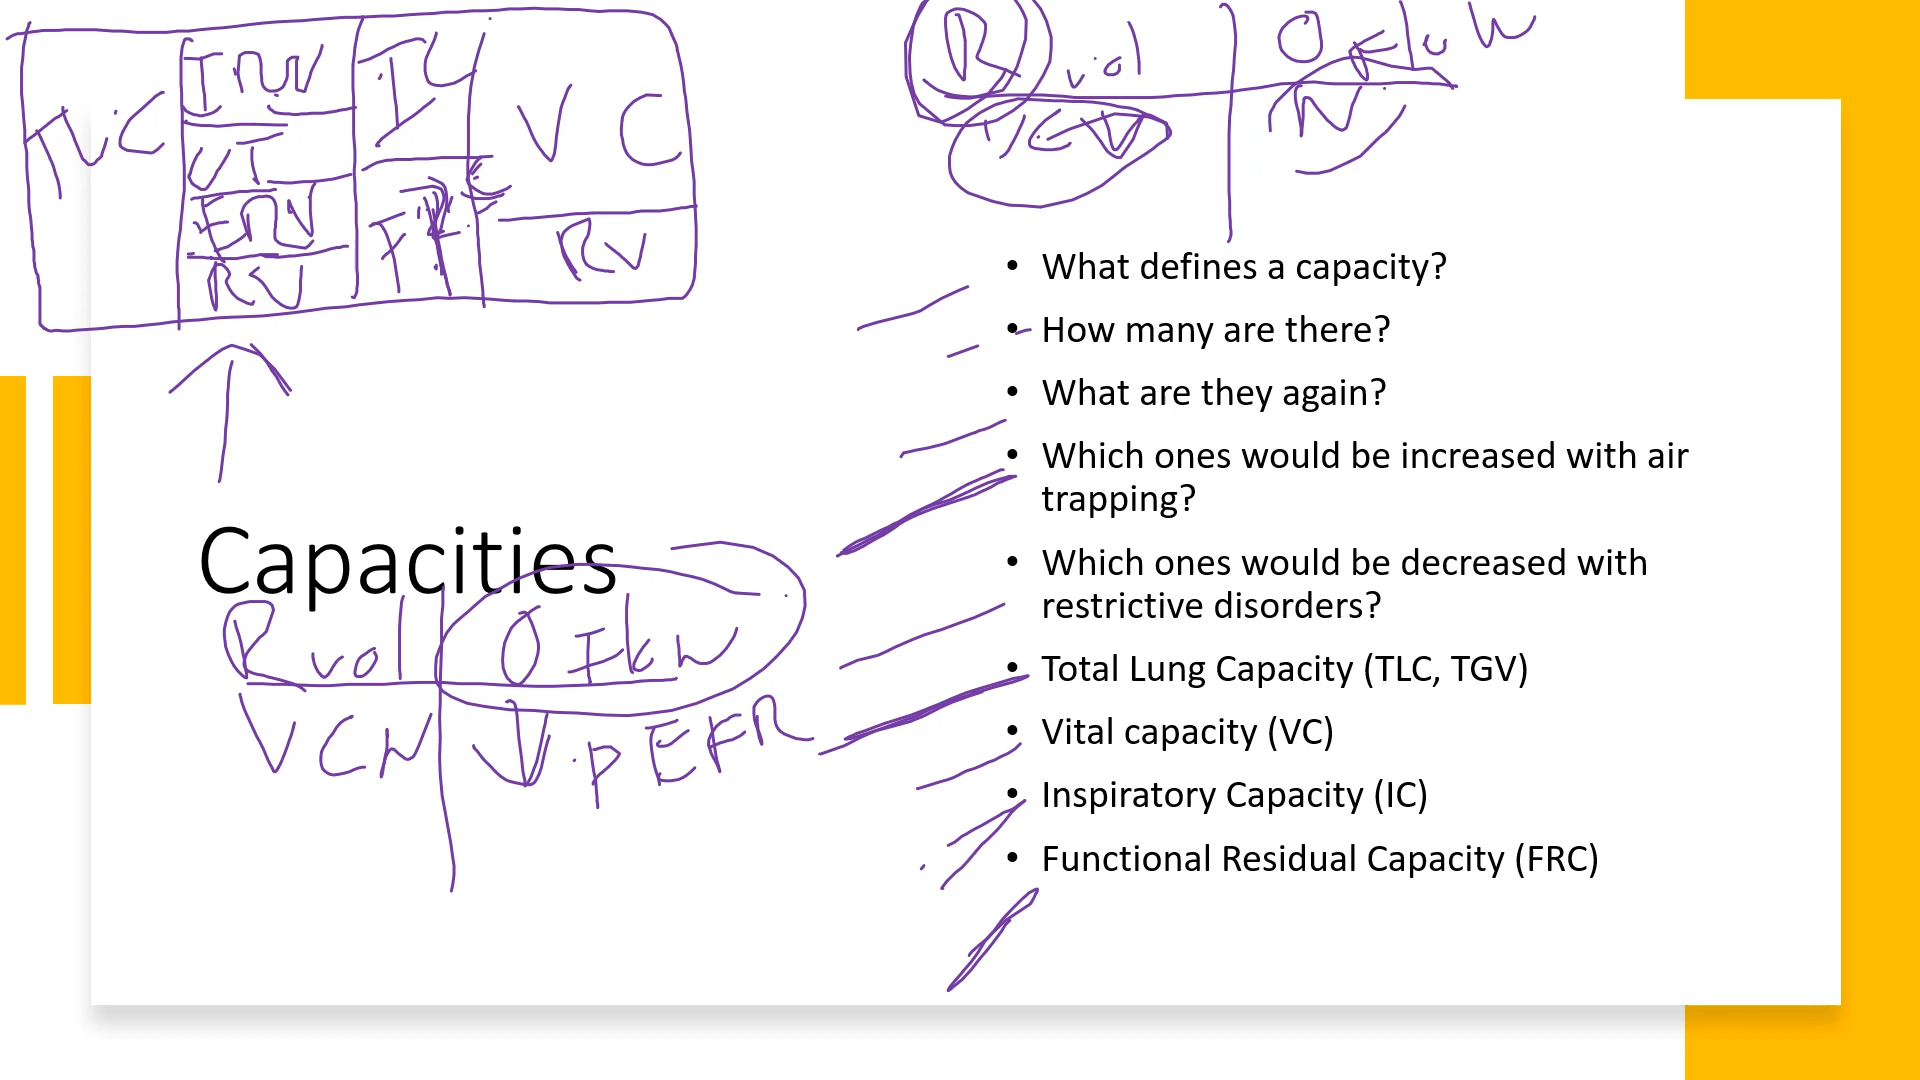 TLC
IRV
IC
VC
VT
ERV
FRC
RV
RV
R vol
O Flow
N
• What defines a capacity?
• How many are there?
• What are they again?
• Which ones would be increased with air
trapping?
• Which ones would be decreased with
restrictive disorders?
• Total Lung Capacity (TLC, TGV)
• Vital capacity (VC)
• Inspiratory Capacity (IC)
• Functional Residual Capacity (FRC)
Capacities
R vol
O Flow
VC N
↓ PEFR